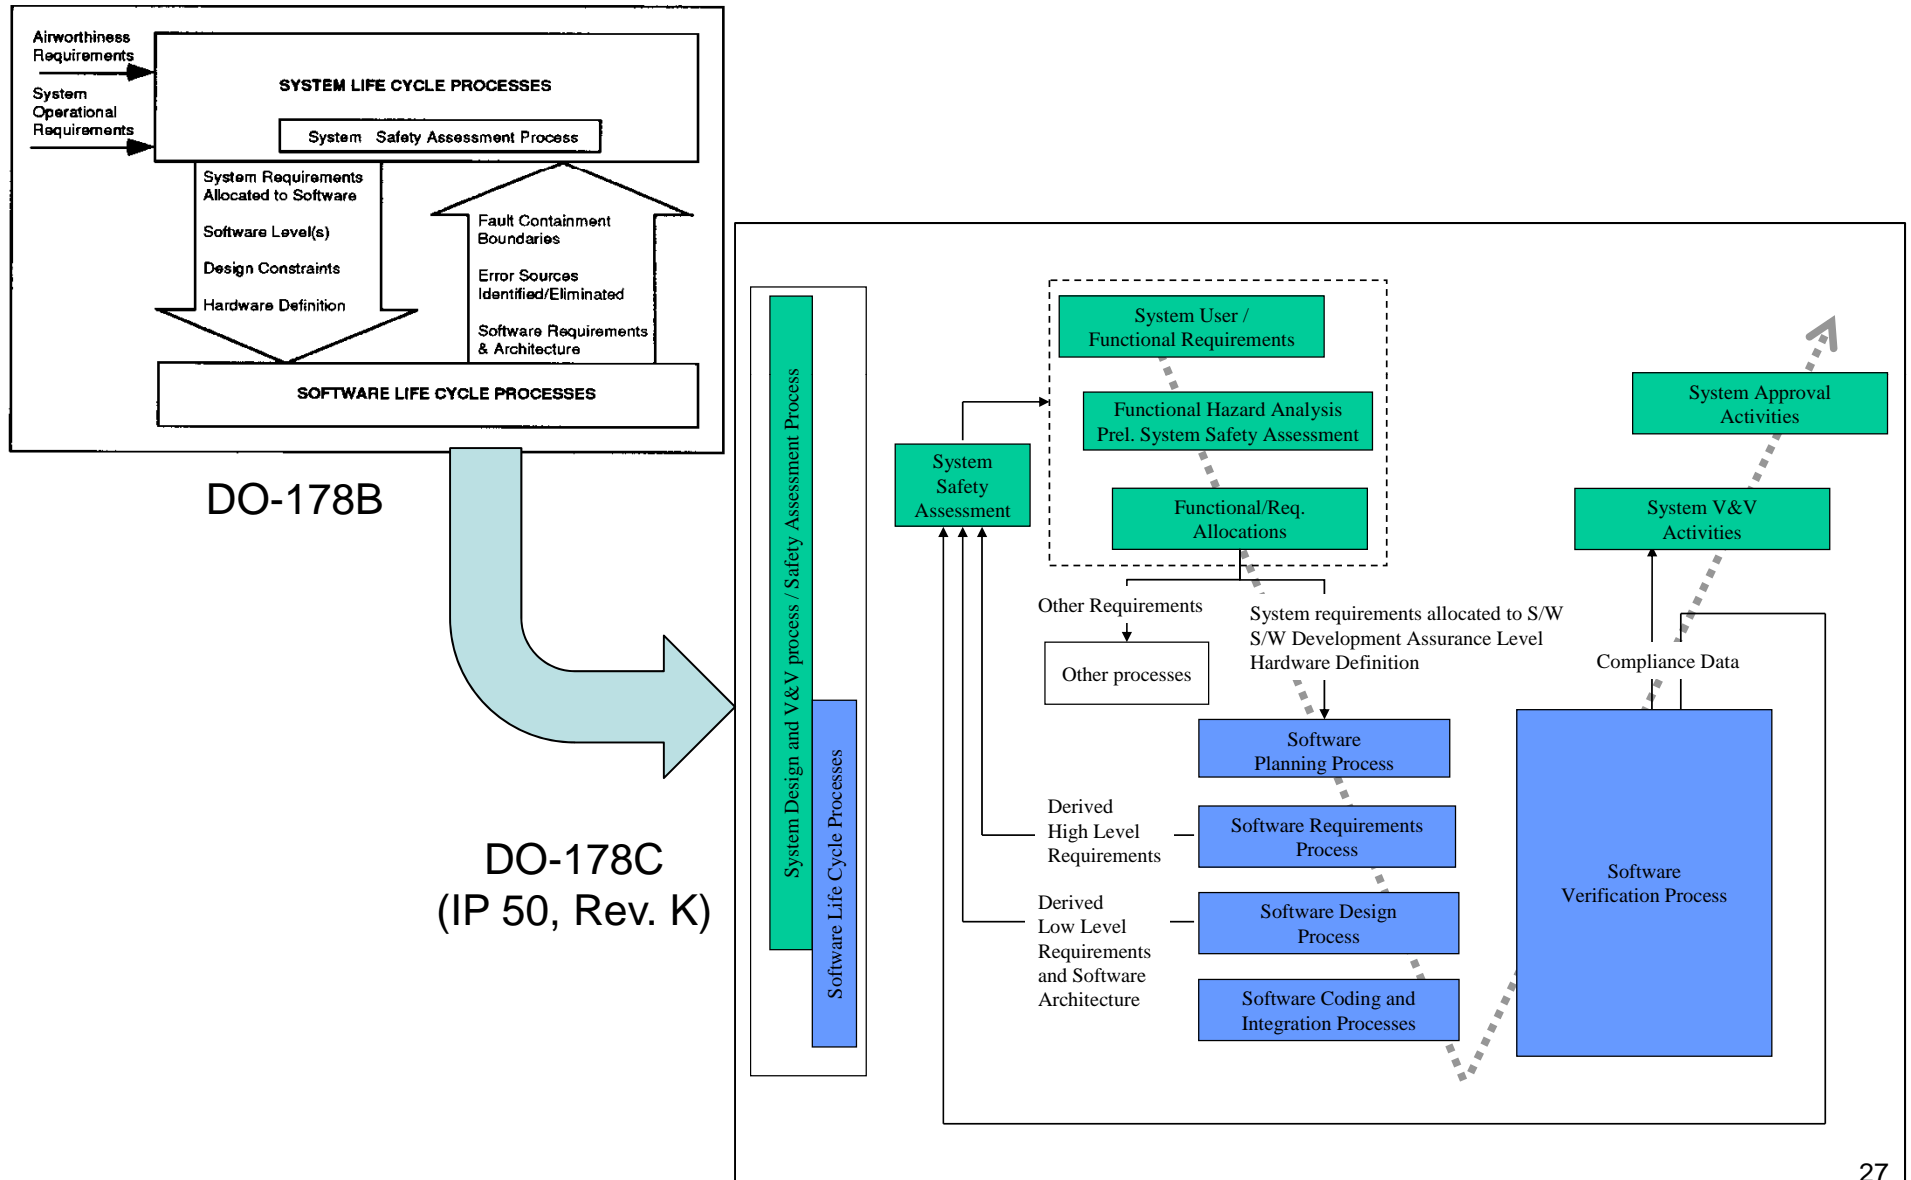 Airworthiness
Requirements
System
Operational
Requirements
SYSTEM LIFE CYCLE PROCESSES
System Safety Assessment Process
System Requirements
Allocated to Software
Software Level(s)
Design Constraints
Hardware Definition
Fault Containment
Boundaries
Error Sources
Identified/Eliminated
Software Requirements
& Architecture
SOFTWARE LIFE CYCLE PROCESSES
DO-178B
DO-178C
(IP 50, Rev. K)
System Design and V&V process / Safety Assessment Process
Software Life Cycle Processes
System User /
Functional Requirements
Functional Hazard Analysis
Prel. System Safety Assessment
Functional/Req.
Allocations
System
Safety
Assessment
System Approval
Activities
System V&V
Activities
Other Requirements
System requirements allocated to S/W
S/W Development Assurance Level
Hardware Definition
Other processes
Compliance Data
Software
Planning Process
Derived
High Level
Requirements
Software Requirements
Process
Derived
Low Level
Requirements
and Software
Architecture
Software Design
Process
Software Coding and
Integration Processes
Software
Verification Process
27